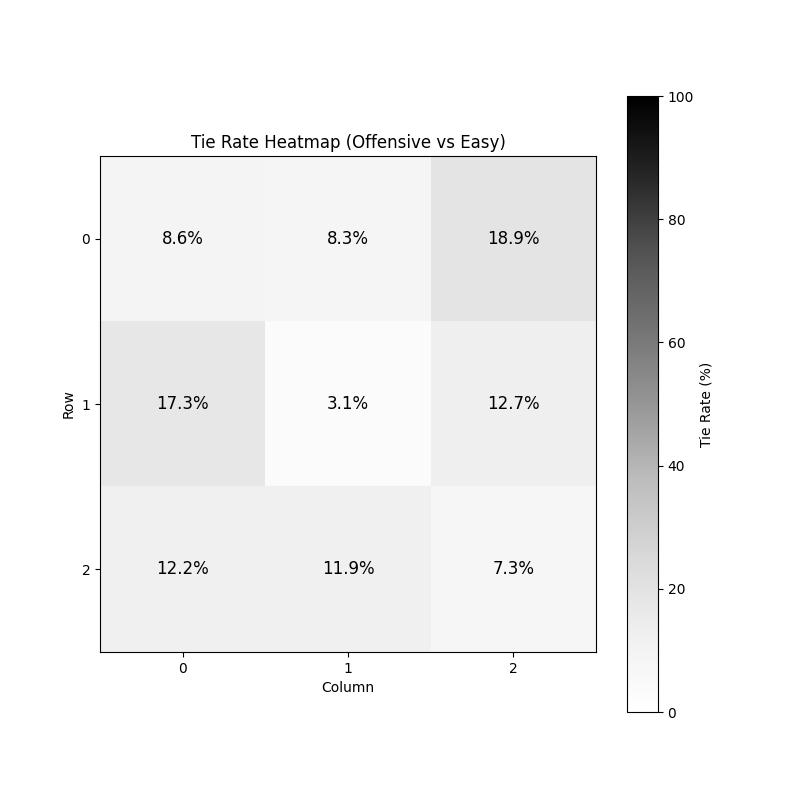 Tie Rate Heatmap (Offensive vs Easy)
100
80
60
40
20
0
Tie Rate (%)
Row
0
8.6% 8.3% 18.9%
1
17.3% 3.1% 12.7%
2
12.2% 11.9% 7.3%
0 1 2
Column